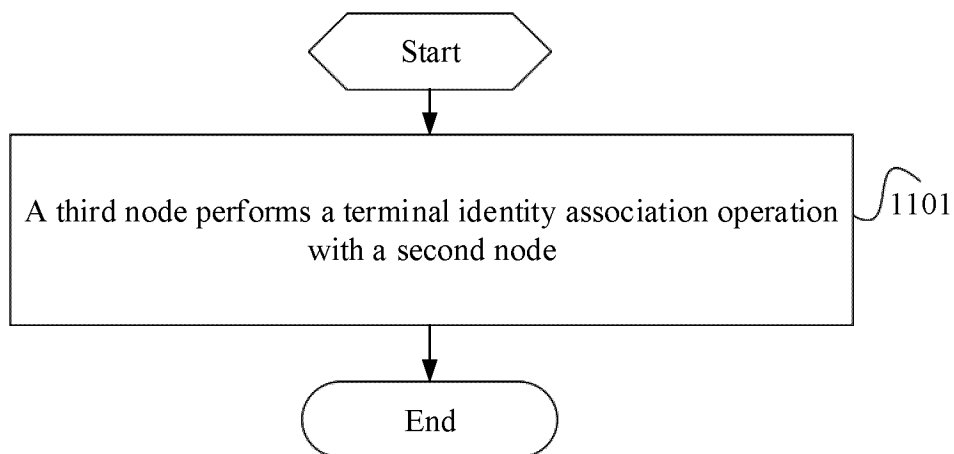 Start
A third node performs a terminal identity association operation
with a second node
1101
End